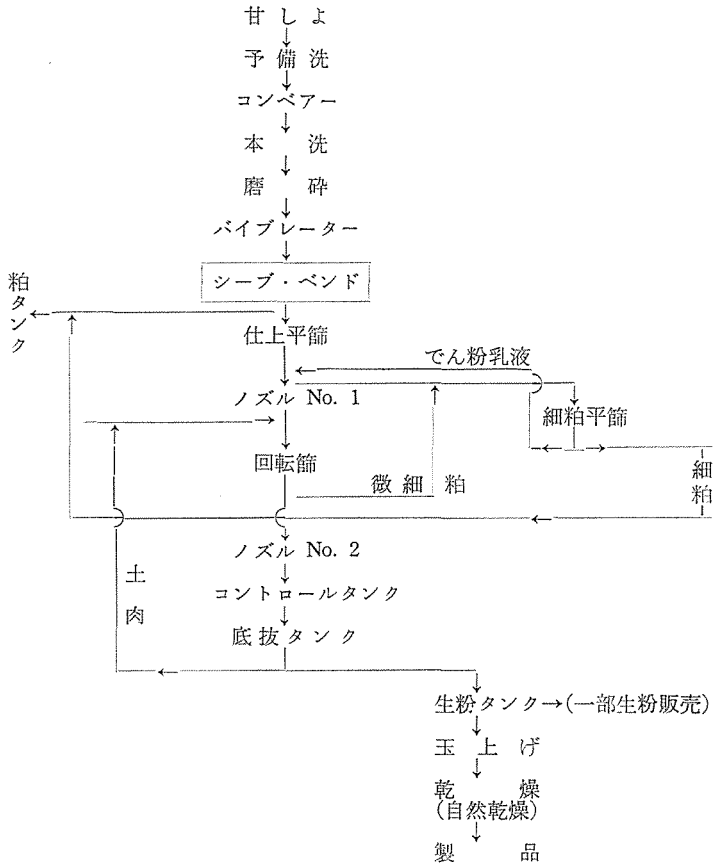 甘しよ
予備洗
コンベアー
本洗
磨砕
バイブレーター
シーブ・ベンド
粕タンク
仕上平篩
でん粉乳液
ノズル No. 1
細粕平篩
回転篩
微細粕
細粕
ノズル No. 2
土肉
コントロールタンク
底抜タンク
生粉タンク→(一部生粉販売)
玉上げ
乾燥
(自然乾燥)
製品